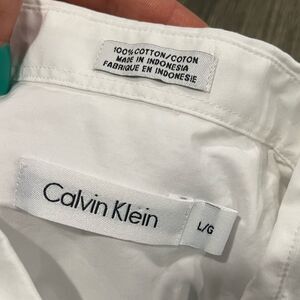 100% COTTON/COTON
MADE IN INDONESIA
FABRIQUE EN INDONESIE
Calvin Klein
L/G